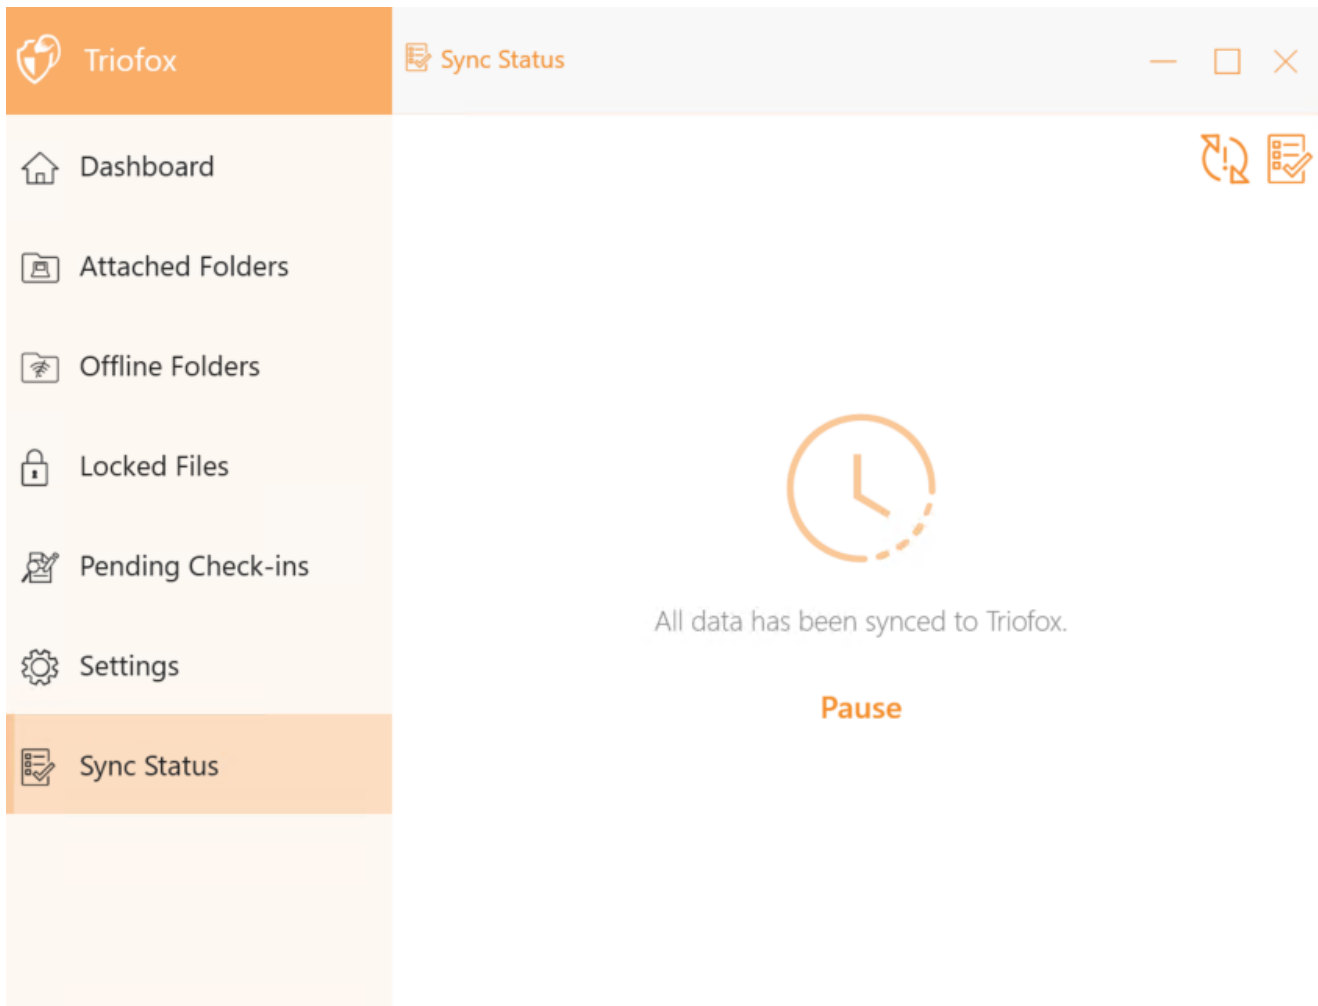 Triofox
Sync Status
Dashboard
Attached Folders
Offline Folders
Locked Files
Pending Check-ins
Settings
Sync Status
All data has been synced to Triofox.
Pause